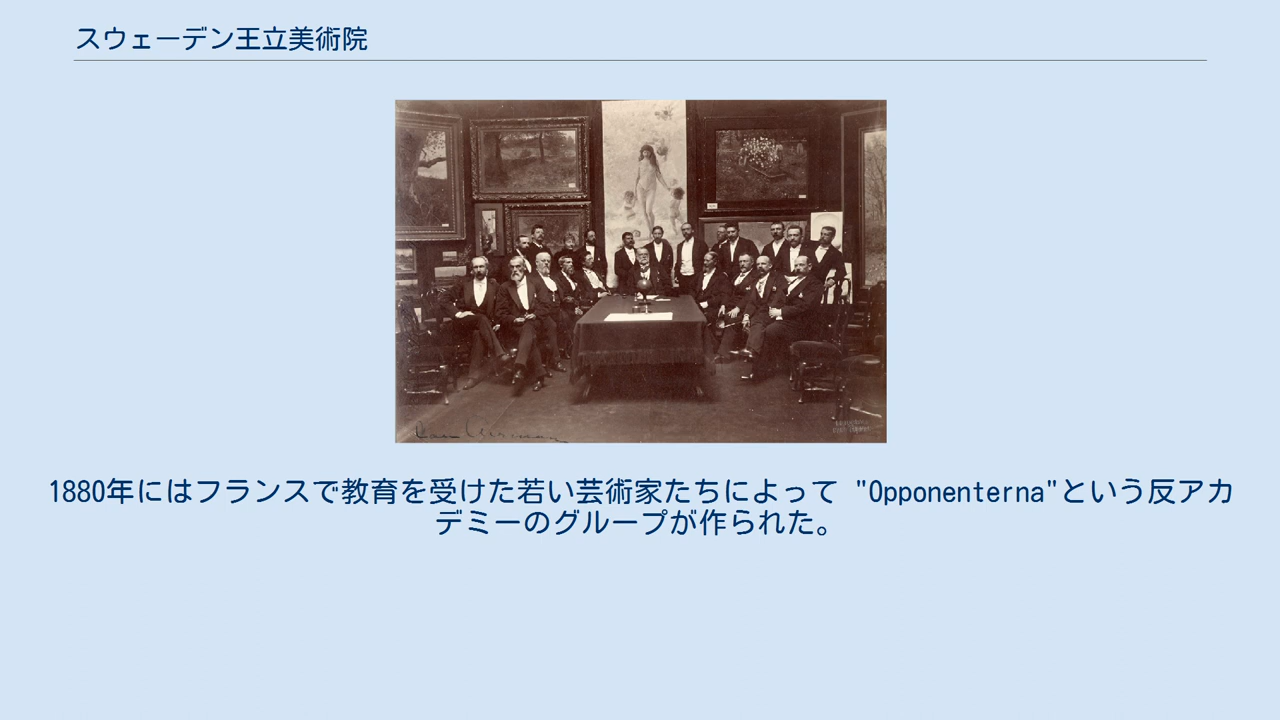 スウェーデン王立美術院
1880年にはフランスで教育を受けた若い芸術家たちによって "Opponenterna"という反アカ
デミーのグループが作られた。